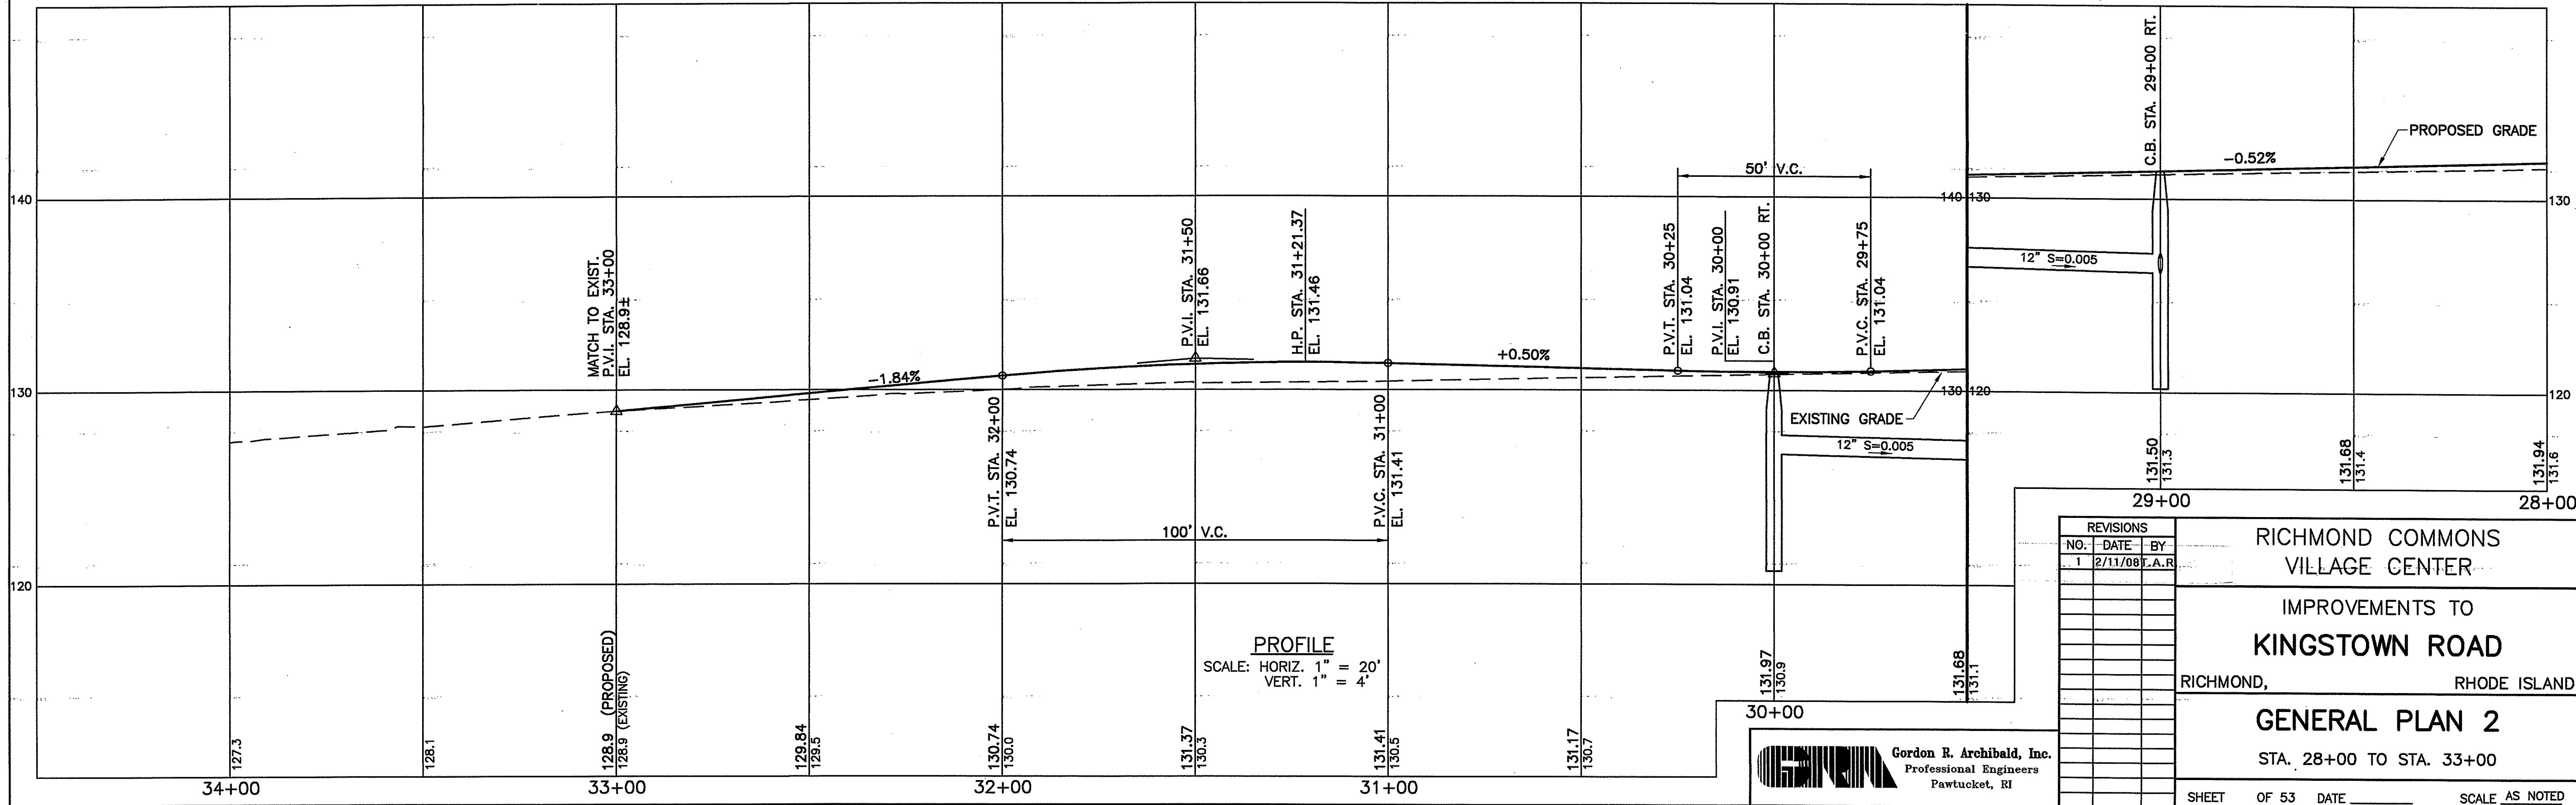 140
130
120
MATCH TO EXIST.
P.V.I. STA. 33+00
EL. 128.9±
-1.84%
P.V.T. STA. 32+00
EL. 130.74
P.V.I. STA. 31+50
EL. 131.66
H.P. STA. 31+21.37
EL. 131.46
P.V.C. STA. 31+00
EL. 131.41
100' V.C.
+0.50%
P.V.T. STA. 30+25
EL. 131.04
P.V.I. STA. 30+00
EL. 130.91
C.B. STA. 30+00 RT.
P.V.C. STA. 29+75
EL. 131.04
50' V.C.
EXISTING GRADE
12" S=0.005
140 130
130 120
C.B. STA. 29+00 RT.
-0.52%
PROPOSED GRADE
12" S=0.005
130
120
PROFILE
SCALE: HORIZ. 1" = 20'
VERT. 1" = 4'
127.3
128.1
128.9 (PROPOSED)
128.9 (EXISTING)
129.84
129.5
130.74
130.0
131.37
130.3
131.41
130.5
131.17
130.7
131.97
130.9
131.68
131.1
131.50
131.3
131.68
131.4
131.94
131.6
34+00
33+00
32+00
31+00
30+00
29+00
28+00
GRA
Gordon R. Archibald, Inc.
Professional Engineers
Pawtucket, RI
REVISIONS
NO. DATE BY
1 2/11/08 T.A.R
RICHMOND COMMONS
VILLAGE CENTER
IMPROVEMENTS TO
KINGSTOWN ROAD
RICHMOND, RHODE ISLAND
GENERAL PLAN 2
STA. 28+00 TO STA. 33+00
SHEET OF 53 DATE SCALE AS NOTED